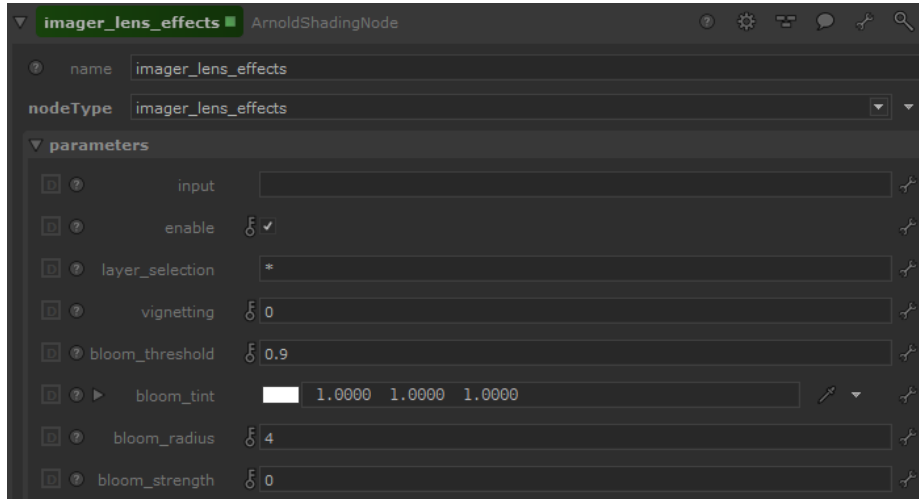 imager_lens_effects ArnoldShadingNode
name imager_lens_effects
nodeType imager_lens_effects
parameters
input
enable
layer_selection *
vignetting 0
bloom_threshold 0.9
bloom_tint 1.0000 1.0000 1.0000
bloom_radius 4
bloom_strength 0